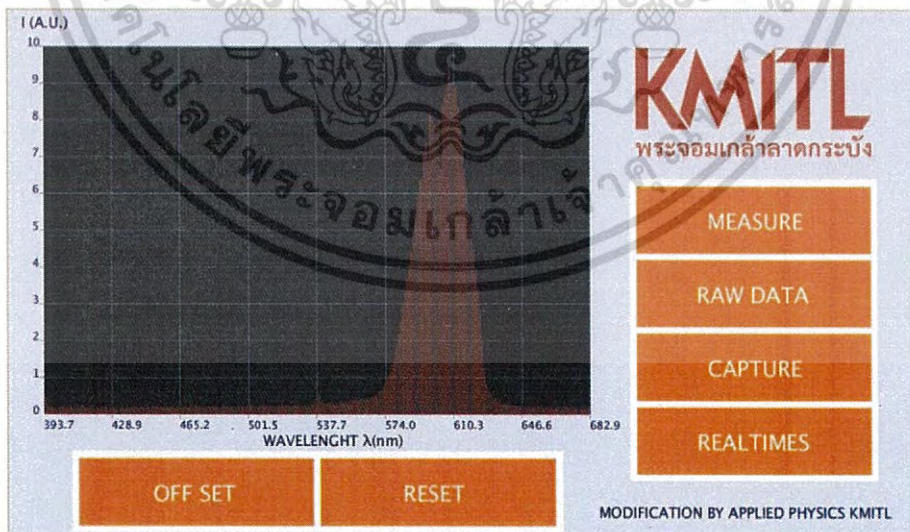 I (A.U.)
10
9
8
7
6
5
4
3
2
1
0
393.7 428.9 465.2 501.5 537.7 574.0 610.3 646.6 682.9
WAVELENGHT λ(nm)
OFF SET
RESET
KMITL
พระจอมเกล้าลาดกระบัง
MEASURE
RAW DATA
CAPTURE
REALTIMES
MODIFICATION BY APPLIED PHYSICS KMITL